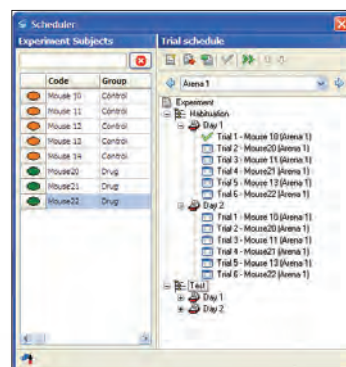 Scheduler
Experiment Subjects
Code Group
Mouse 10 Control
Mouse 11 Control
Mouse 12 Control
Mouse 13 Control
Mouse 14 Control
Mouse20 Drug
Mouse21 Drug
Mouse22 Drug
Trial schedule
Arena 1
Experiment
Habituation
Day 1
Trial 1 - Mouse 10 (Arena 1)
Trial 2 - Mouse20 (Arena 1)
Trial 3 - Mouse 11 (Arena 1)
Trial 4 - Mouse21 (Arena 1)
Trial 5 - Mouse 13 (Arena 1)
Trial 6 - Mouse22 (Arena 1)
Day 2
Trial 1 - Mouse 10 (Arena 1)
Trial 2 - Mouse20 (Arena 1)
Trial 3 - Mouse 11 (Arena 1)
Trial 4 - Mouse21 (Arena 1)
Trial 5 - Mouse 13 (Arena 1)
Trial 6 - Mouse22 (Arena 1)
Test
Day 1
Day 2